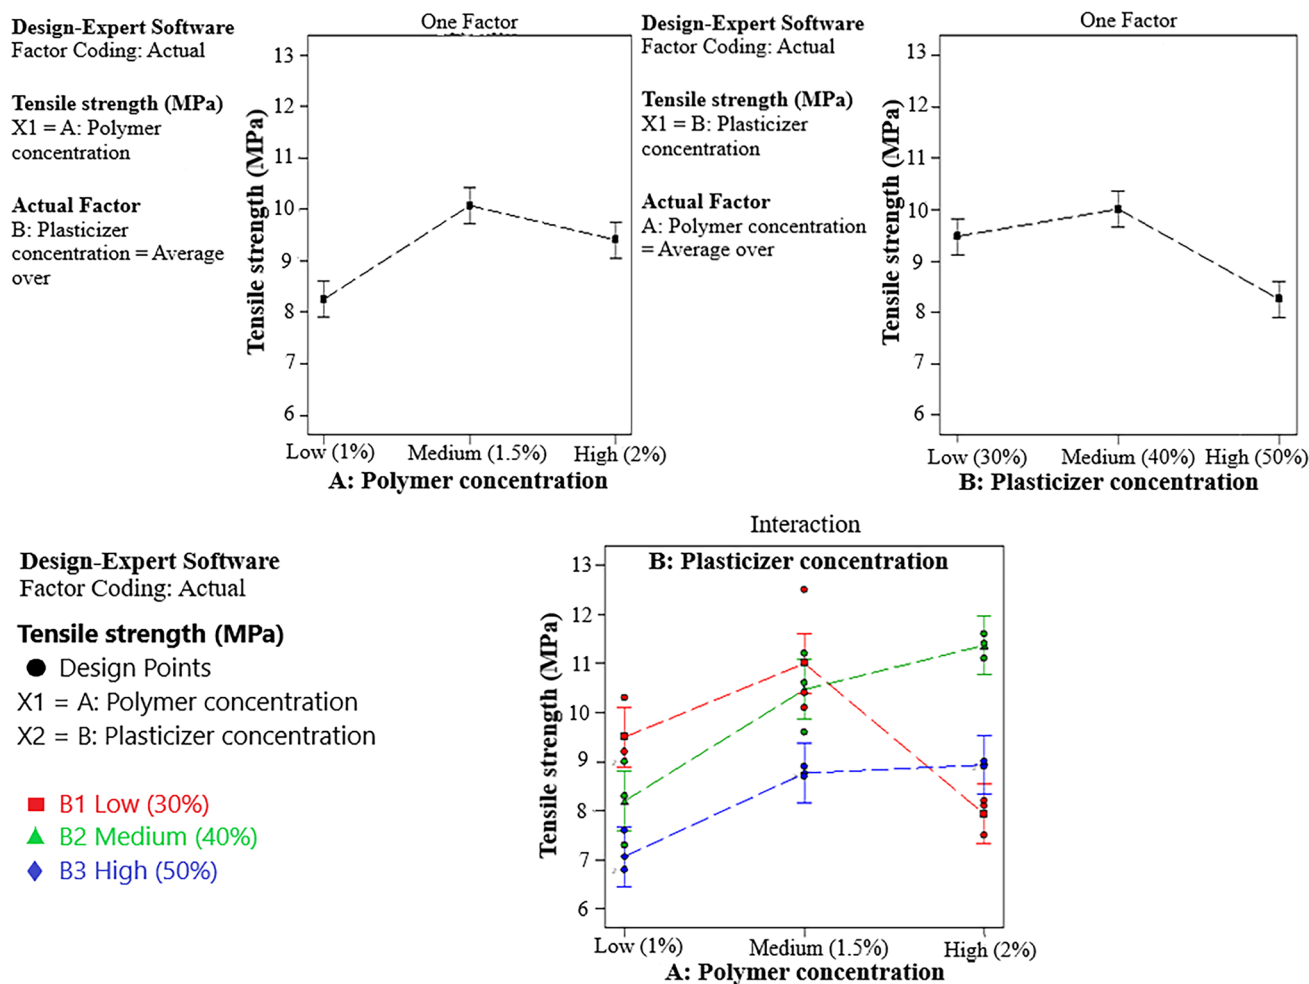 Design-Expert Software
Factor Coding: Actual
Tensile strength (MPa)
X1 = A: Polymer
concentration
Actual Factor
B: Plasticizer
concentration = Average
over
One Factor
Tensile strength (MPa)
13
12
11
10
9
8
7
6
Low (1%)
Medium (1.5%)
High (2%)
A: Polymer concentration
Design-Expert Software
Factor Coding: Actual
Tensile strength (MPa)
X1 = B: Plasticizer
concentration
Actual Factor
A: Polymer concentration
= Average over
One Factor
Tensile strength (MPa)
13
12
11
10
9
8
7
6
Low (30%)
Medium (40%)
High (50%)
B: Plasticizer concentration
Design-Expert Software
Factor Coding: Actual
Tensile strength (MPa)
Design Points
X1 = A: Polymer concentration
X2 = B: Plasticizer concentration
B1 Low (30%)
B2 Medium (40%)
B3 High (50%)
Interaction
B: Plasticizer concentration
Tensile strength (MPa)
13
12
11
10
9
8
7
6
Low (1%)
Medium (1.5%)
High (2%)
A: Polymer concentration